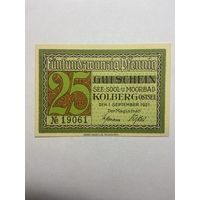 Fünfundzwanzig Pfennig
25
GUTSCHEIN
SEE-SOOL- U. MOORBAD
KOLBERG OSTSEE
DEN 1. SEPTEMBER 1921
Der Magistrat
№ 19061